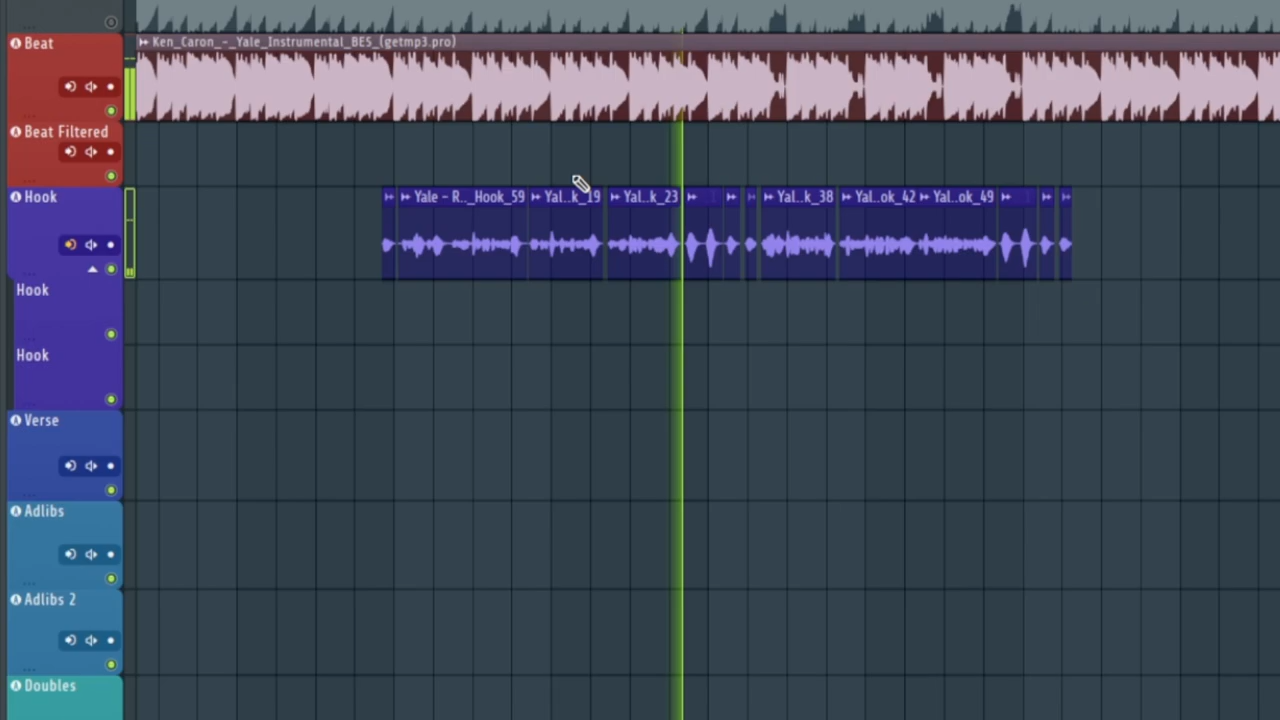 Beat
Ken_Caron_-_Yale_Instrumental_BES_(getmp3.pro)
Beat Filtered
Hook
Yale - R.._Hook_59
Yal..k_19
Yal..k_23
Yal..k_38
Yal..ok_42
Yal..ok_49
Hook
Hook
Verse
Adlibs
Adlibs 2
Doubles